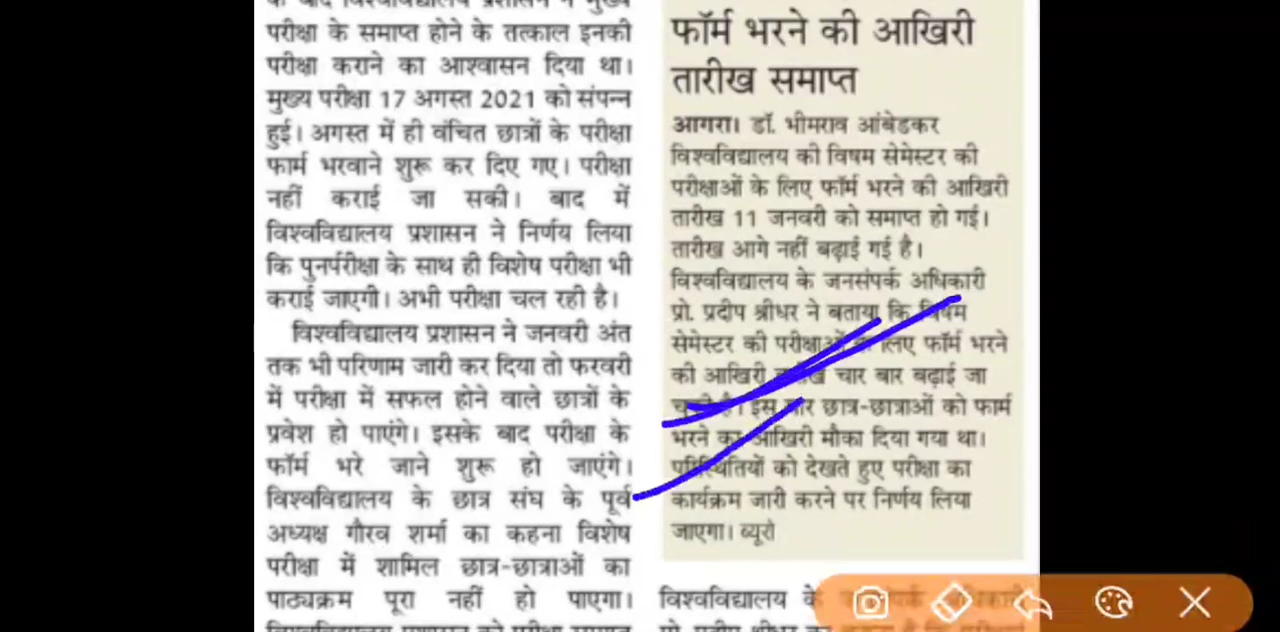 के बाद विश्वविद्यालय प्रशासन ने मुख्य
परीक्षा के समाप्त होने के तत्काल इनकी
परीक्षा कराने का आश्वासन दिया था।
मुख्य परीक्षा 17 अगस्त 2021 को संपन्न
हुई। अगस्त में ही वंचित छात्रों के परीक्षा
फार्म भरवाने शुरू कर दिए गए। परीक्षा
नहीं कराई जा सकी। बाद में
विश्वविद्यालय प्रशासन ने निर्णय लिया
कि पुनर्परीक्षा के साथ ही विशेष परीक्षा भी
कराई जाएगी। अभी परीक्षा चल रही है।
विश्वविद्यालय प्रशासन ने जनवरी अंत
तक भी परिणाम जारी कर दिया तो फरवरी
में परीक्षा में सफल होने वाले छात्रों के
प्रवेश हो पाएंगे। इसके बाद परीक्षा के
फॉर्म भरे जाने शुरू हो जाएंगे।
विश्वविद्यालय के छात्र संघ के पूर्व
अध्यक्ष गौरव शर्मा का कहना विशेष
परीक्षा में शामिल छात्र-छात्राओं का
पाठ्यक्रम पूरा नहीं हो पाएगा।
फॉर्म भरने की आखिरी
तारीख समाप्त
आगरा। डॉ. भीमराव आंबेडकर
विश्वविद्यालय की विषम सेमेस्टर की
परीक्षाओं के लिए फॉर्म भरने की आखिरी
तारीख 11 जनवरी को समाप्त हो गई।
तारीख आगे नहीं बढ़ाई गई है।
विश्वविद्यालय के जनसंपर्क अधिकारी
प्रो. प्रदीप श्रीधर ने बताया कि विषम
सेमेस्टर की परीक्षाओं के लिए फॉर्म भरने
की आखिरी तारीख चार बार बढ़ाई जा
चुकी है। इस बार छात्र-छात्राओं को फार्म
भरने का आखिरी मौका दिया गया था।
परिस्थितियों को देखते हुए परीक्षा का
कार्यक्रम जारी करने पर निर्णय लिया
जाएगा। ब्यूरो
विश्वविद्यालय के